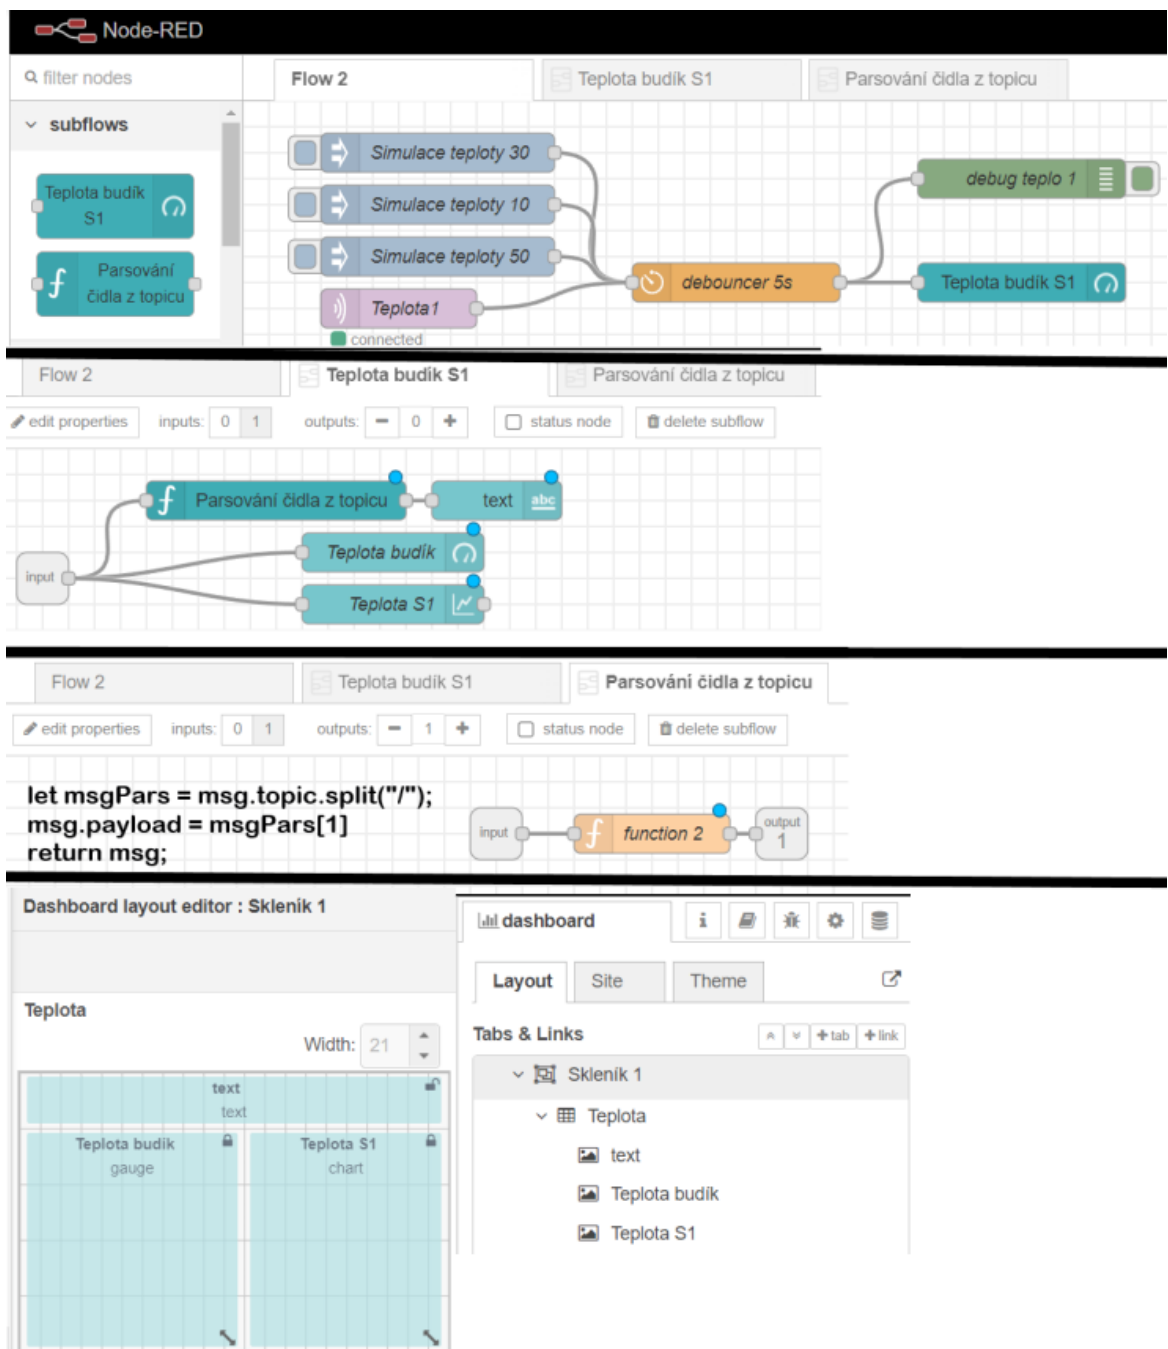 Node-RED
filter nodes
Flow 2
Teplota budík S1
Parsování čidla z topicu
subflows
Teplota budík
S1
Parsování
čidla z topicu
Simulace teploty 30
Simulace teploty 10
Simulace teploty 50
Teplota1
connected
debouncer 5s
debug teplo 1
Teplota budík S1
Flow 2
Teplota budík S1
Parsování čidla z topicu
edit properties
inputs: 0 1
outputs: 0
status node
delete subflow
Parsování čidla z topicu
text
abc
Teplota budík
input
Teplota S1
Flow 2
Teplota budík S1
Parsování čidla z topicu
edit properties
inputs: 0 1
outputs: 1
status node
delete subflow
let msgPars = msg.topic.split("/");
msg.payload = msgPars[1]
return msg;
input
function 2
output
1
Dashboard layout editor : Skleník 1
Teplota
Width: 21
text
text
Teplota budík
gauge
Teplota S1
chart
dashboard
Layout
Site
Theme
Tabs & Links
tab
link
Skleník 1
Teplota
text
Teplota budík
Teplota S1